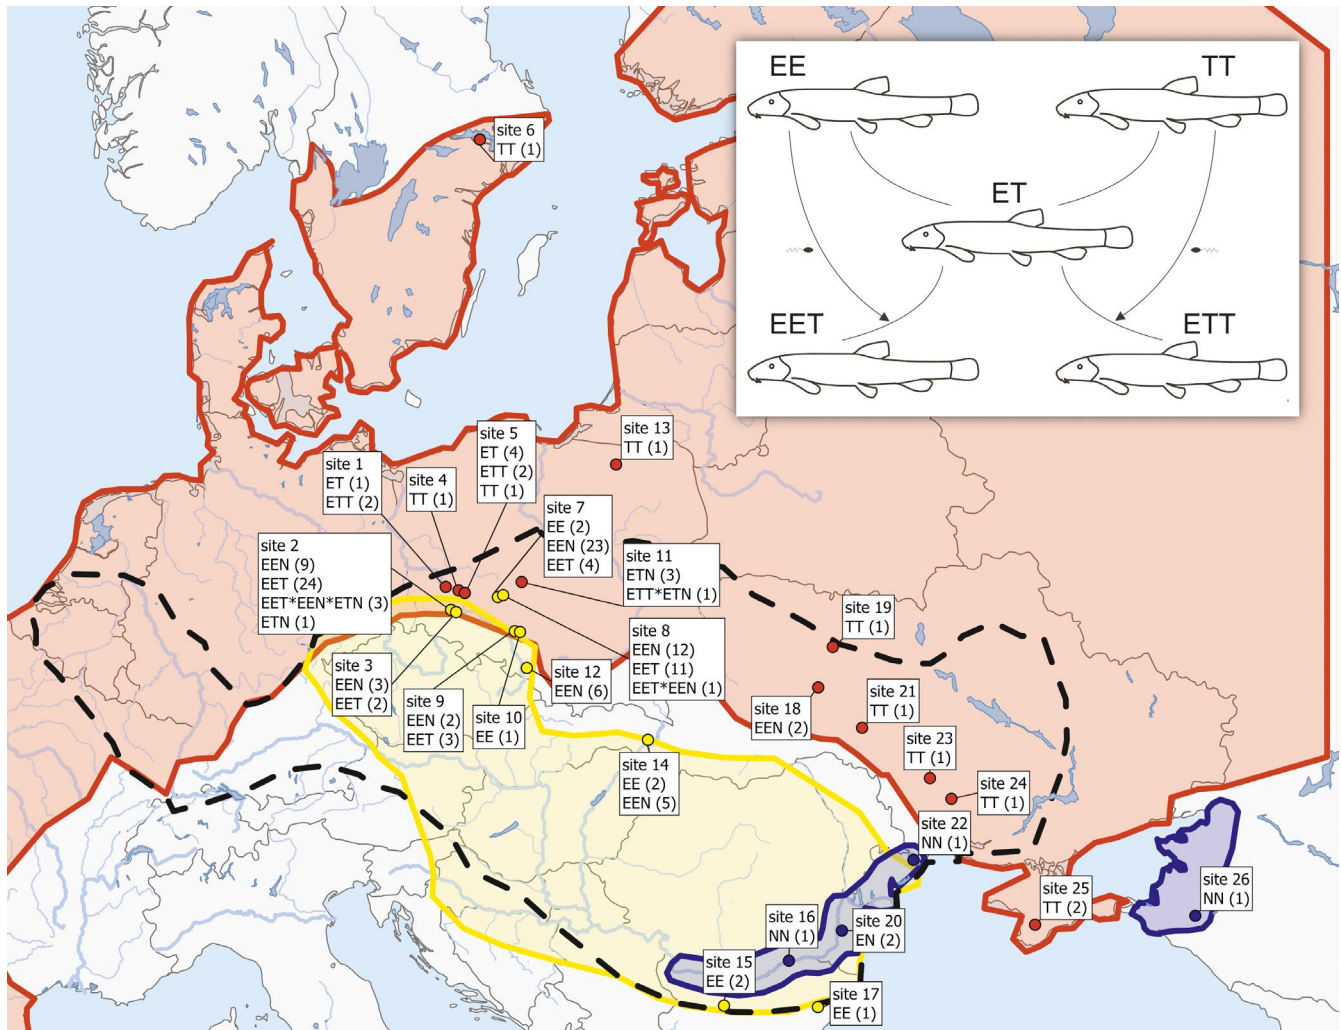 EE
TT
ET
EET
ETT
site 6
TT (1)
site 13
TT (1)
site 5
ET (4)
ETT (2)
TT (1)
site 1
ET (1)
ETT (2)
site 4
TT (1)
site 7
EE (2)
EEN (23)
EET (4)
site 2
EEN (9)
EET (24)
EET*EEN*ETN (3)
ETN (1)
site 11
ETN (3)
ETT*ETN (1)
site 8
EEN (12)
EET (11)
EET*EEN (1)
site 3
EEN (3)
EET (2)
site 9
EEN (2)
EET (3)
site 10
EE (1)
site 12
EEN (6)
site 19
TT (1)
site 18
EEN (2)
site 21
TT (1)
site 23
TT (1)
site 24
TT (1)
site 14
EE (2)
EEN (5)
site 22
NN (1)
site 25
TT (2)
site 26
NN (1)
site 16
NN (1)
site 20
EN (2)
site 15
EE (2)
site 17
EE (1)